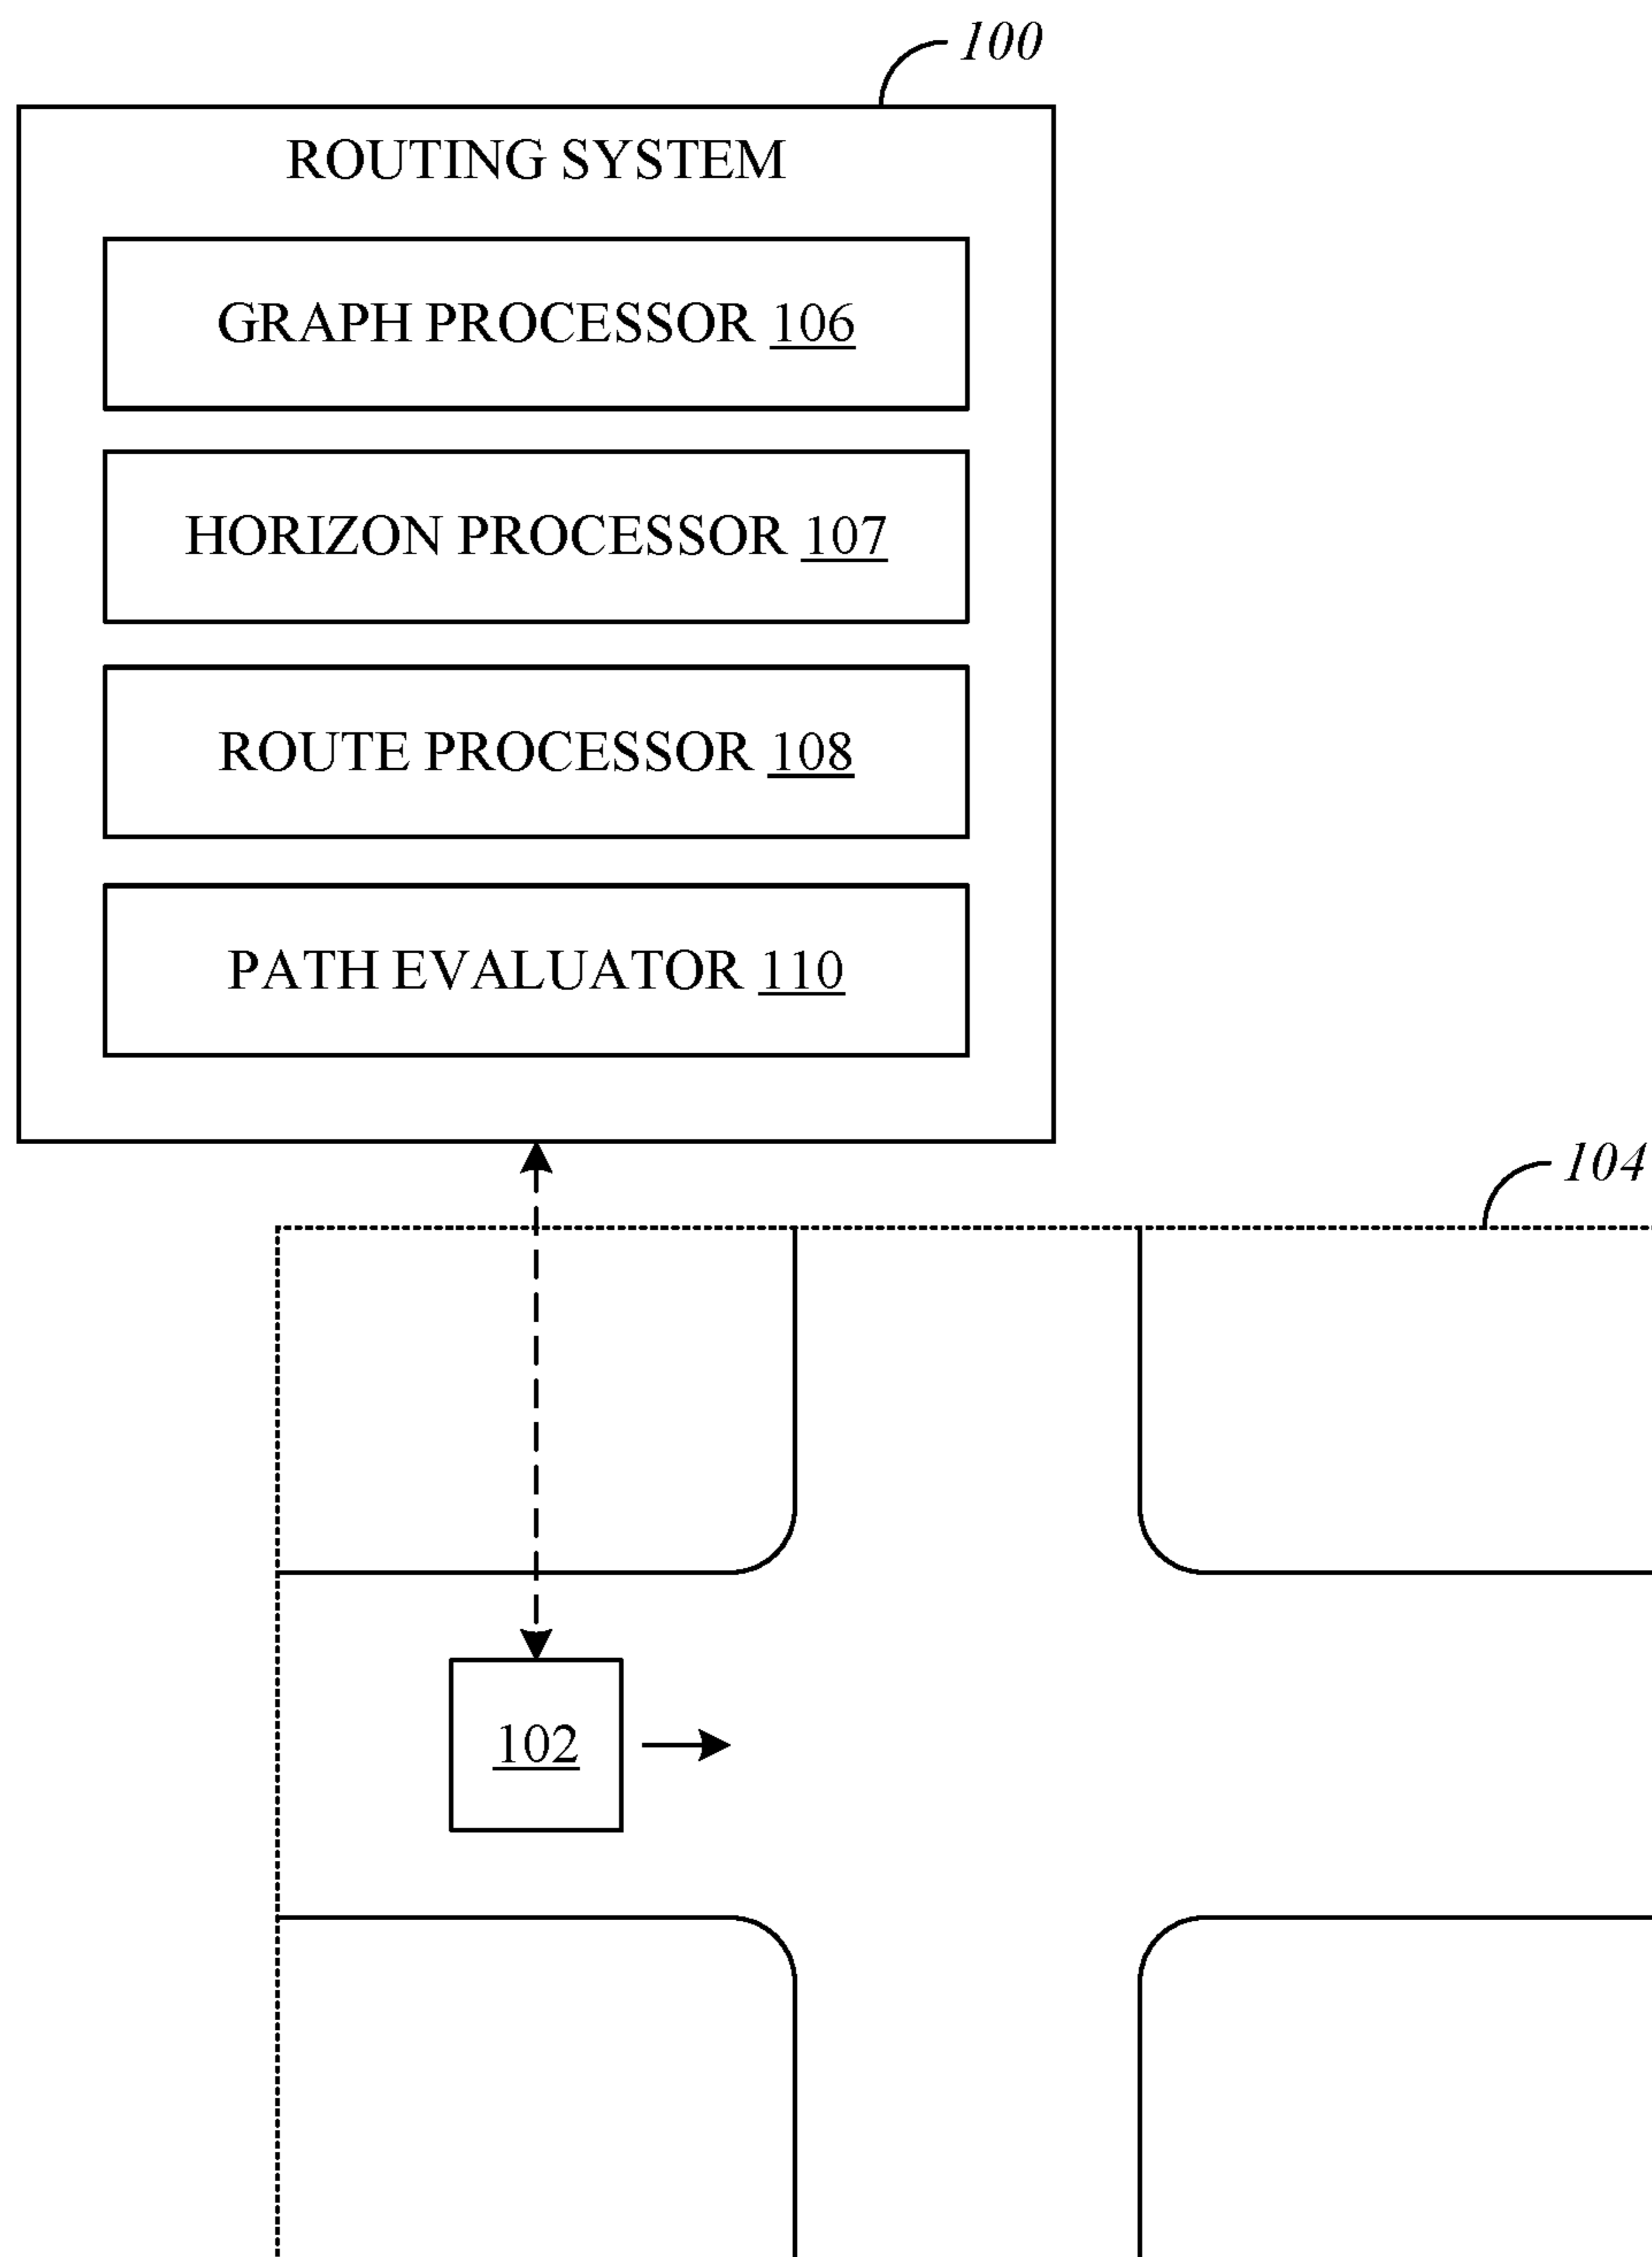 100
ROUTING SYSTEM
GRAPH PROCESSOR 106
HORIZON PROCESSOR 107
ROUTE PROCESSOR 108
PATH EVALUATOR 110
104
102